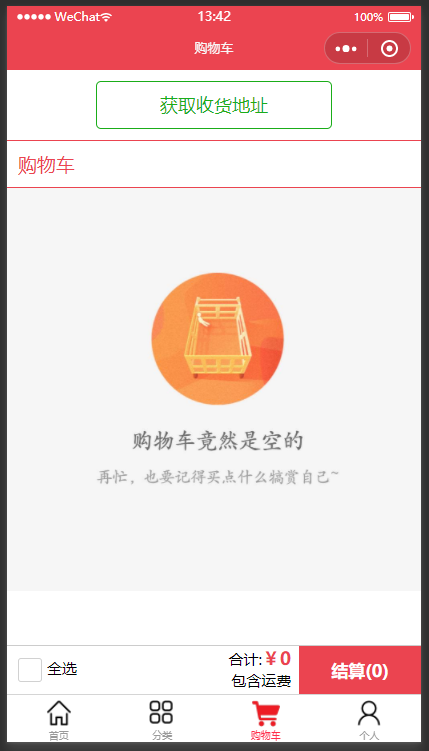 WeChat 13:42 100%
购物车
获取收货地址
购物车
购物车竟然是空的
再忙，也要记得买点什么犒赏自己~
全选 合计:￥0 结算(0)
包含运费
首页 分类 购物车 个人